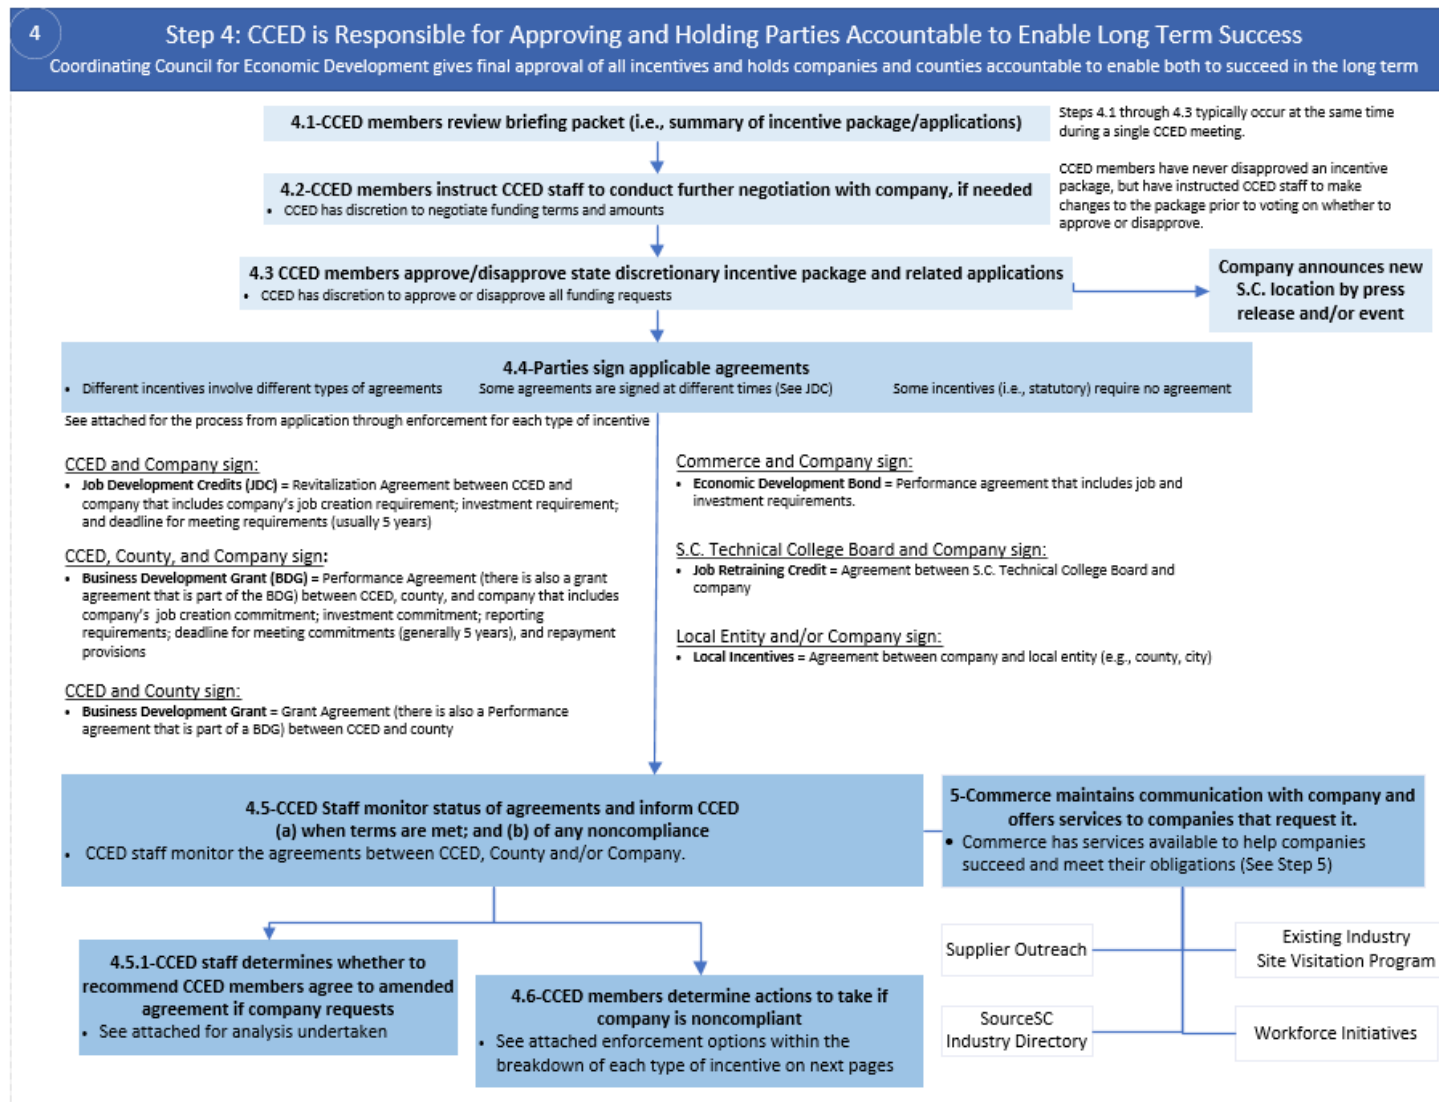 4
Step 4: CCED is Responsible for Approving and Holding Parties Accountable to Enable Long Term Success
Coordinating Council for Economic Development gives final approval of all incentives and holds companies and counties accountable to enable both to succeed in the long term
4.1-CCED members review briefing packet (i.e., summary of incentive package/applications)
Steps 4.1 through 4.3 typically occur at the same time
during a single CCED meeting.
4.2-CCED members instruct CCED staff to conduct further negotiation with company, if needed
• CCED has discretion to negotiate funding terms and amounts
CCED members have never disapproved an incentive
package, but have instructed CCED staff to make
changes to the package prior to voting on whether to
approve or disapprove.
4.3 CCED members approve/disapprove state discretionary incentive package and related applications
• CCED has discretion to approve or disapprove all funding requests
Company announces new
S.C. location by press
release and/or event
4.4-Parties sign applicable agreements
• Different incentives involve different types of agreements Some agreements are signed at different times (See JDC) Some incentives (i.e., statutory) require no agreement
See attached for the process from application through enforcement for each type of incentive
CCED and Company sign:
• Job Development Credits (JDC) = Revitalization Agreement between CCED and
company that includes company's job creation requirement; investment requirement;
and deadline for meeting requirements (usually 5 years)
CCED, County, and Company sign:
• Business Development Grant (BDG) = Performance Agreement (there is also a grant
agreement that is part of the BDG) between CCED, county, and company that includes
company's job creation commitment; investment commitment; reporting
requirements; deadline for meeting commitments (generally 5 years), and repayment
provisions
CCED and County sign:
• Business Development Grant = Grant Agreement (there is also a Performance
agreement that is part of a BDG) between CCED and county
Commerce and Company sign:
• Economic Development Bond = Performance agreement that includes job and
investment requirements.
S.C. Technical College Board and Company sign:
• Job Retraining Credit = Agreement between S.C. Technical College Board and
company
Local Entity and/or Company sign:
• Local Incentives = Agreement between company and local entity (e.g., county, city)
4.5-CCED Staff monitor status of agreements and inform CCED
(a) when terms are met; and (b) of any noncompliance
• CCED staff monitor the agreements between CCED, County and/or Company.
5-Commerce maintains communication with company and
offers services to companies that request it.
• Commerce has services available to help companies
succeed and meet their obligations (See Step 5)
4.5.1-CCED staff determines whether to
recommend CCED members agree to amended
agreement if company requests
• See attached for analysis undertaken
4.6-CCED members determine actions to take if
company is noncompliant
• See attached enforcement options within the
breakdown of each type of incentive on next pages
Supplier Outreach
Existing Industry
Site Visitation Program
SourceSC
Industry Directory
Workforce Initiatives